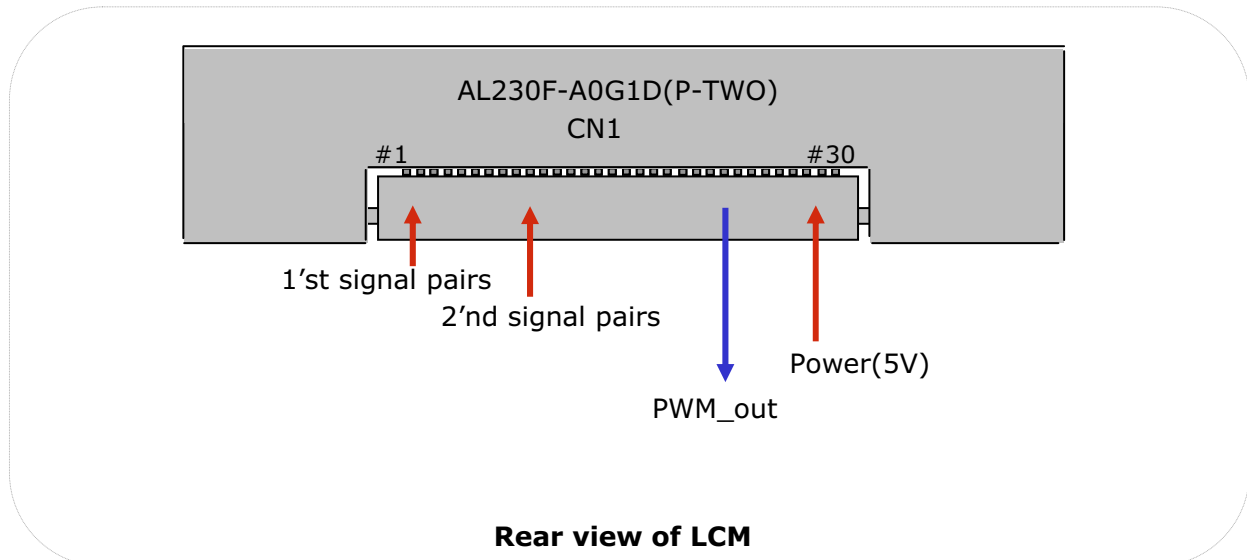 AL230F-A0G1D(P-TWO)
CN1
#1 #30
1’st signal pairs
2’nd signal pairs
Power(5V)
PWM_out
Rear view of LCM